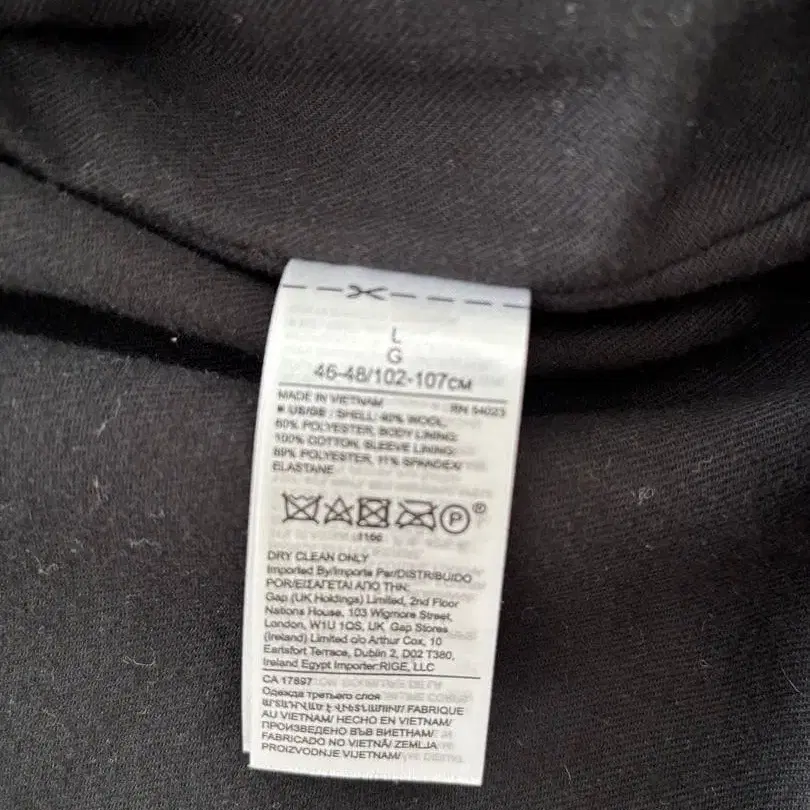 L
G
46-48/102-107CM
MADE IN VIETNAM RN 54023
US/GB : SHELL: 40% WOOL,
60% POLYESTER, BODY LINING:
100% COTTON, SLEEVE LINING:
89% POLYESTER, 11% SPANDEX/
ELASTANE
P
DRY CLEAN ONLY
Imported By/Importe Par/DISTRIBUIDO
POR/ΕΙΣΑΓΕΤΑΙ ΑΠΟ ΤΗΝ:
Gap (UK Holdings) Limited, 2nd Floor
Nations House, 103 Wigmore Street,
London, W1U 1QS, UK Gap Stores
(Ireland) Limited c/o Arthur Cox, 10
Earlsfort Terrace, Dublin 2, D02 T380,
Ireland Egypt Importer:RIGE, LLC
CA 17897
Одежда третьего слоя
FABRIQUE
AU VIETNAM/ HECHO EN VIETNAM/
ПРОИЗВЕДЕНО ВЪВ ВИЕТНАМ/
FABRICADO NO VIETNÃ/ ZEMLJA
PROIZVODNJE VIJETNAM/